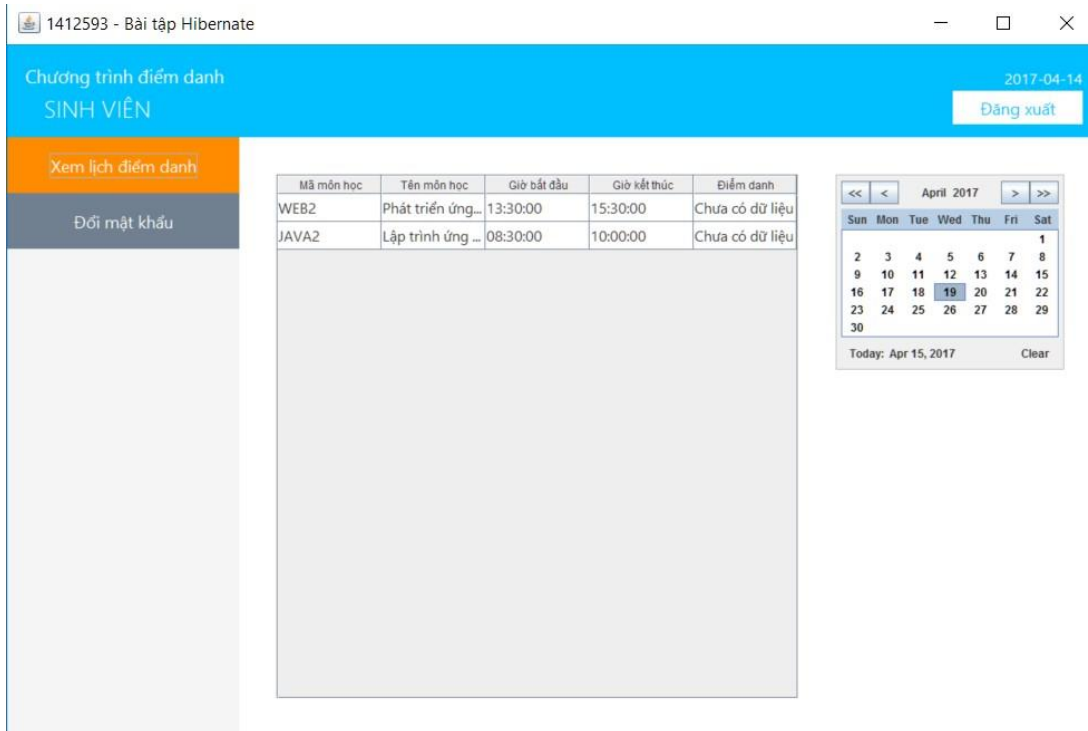 1412593 - Bài tập Hibernate
Chương trình điểm danh
SINH VIÊN
2017-04-14
Đăng xuất
Xem lịch điểm danh
Đổi mật khẩu
Mã môn học Tên môn học Giờ bắt đầu Giờ kết thúc Điểm danh
WEB2 Phát triển ứng... 13:30:00 15:30:00 Chưa có dữ liệu
JAVA2 Lập trình ứng ... 08:30:00 10:00:00 Chưa có dữ liệu
<< < April 2017 > >>
Sun Mon Tue Wed Thu Fri Sat
1
2 3 4 5 6 7 8
9 10 11 12 13 14 15
16 17 18 19 20 21 22
23 24 25 26 27 28 29
30
Today: Apr 15, 2017 Clear